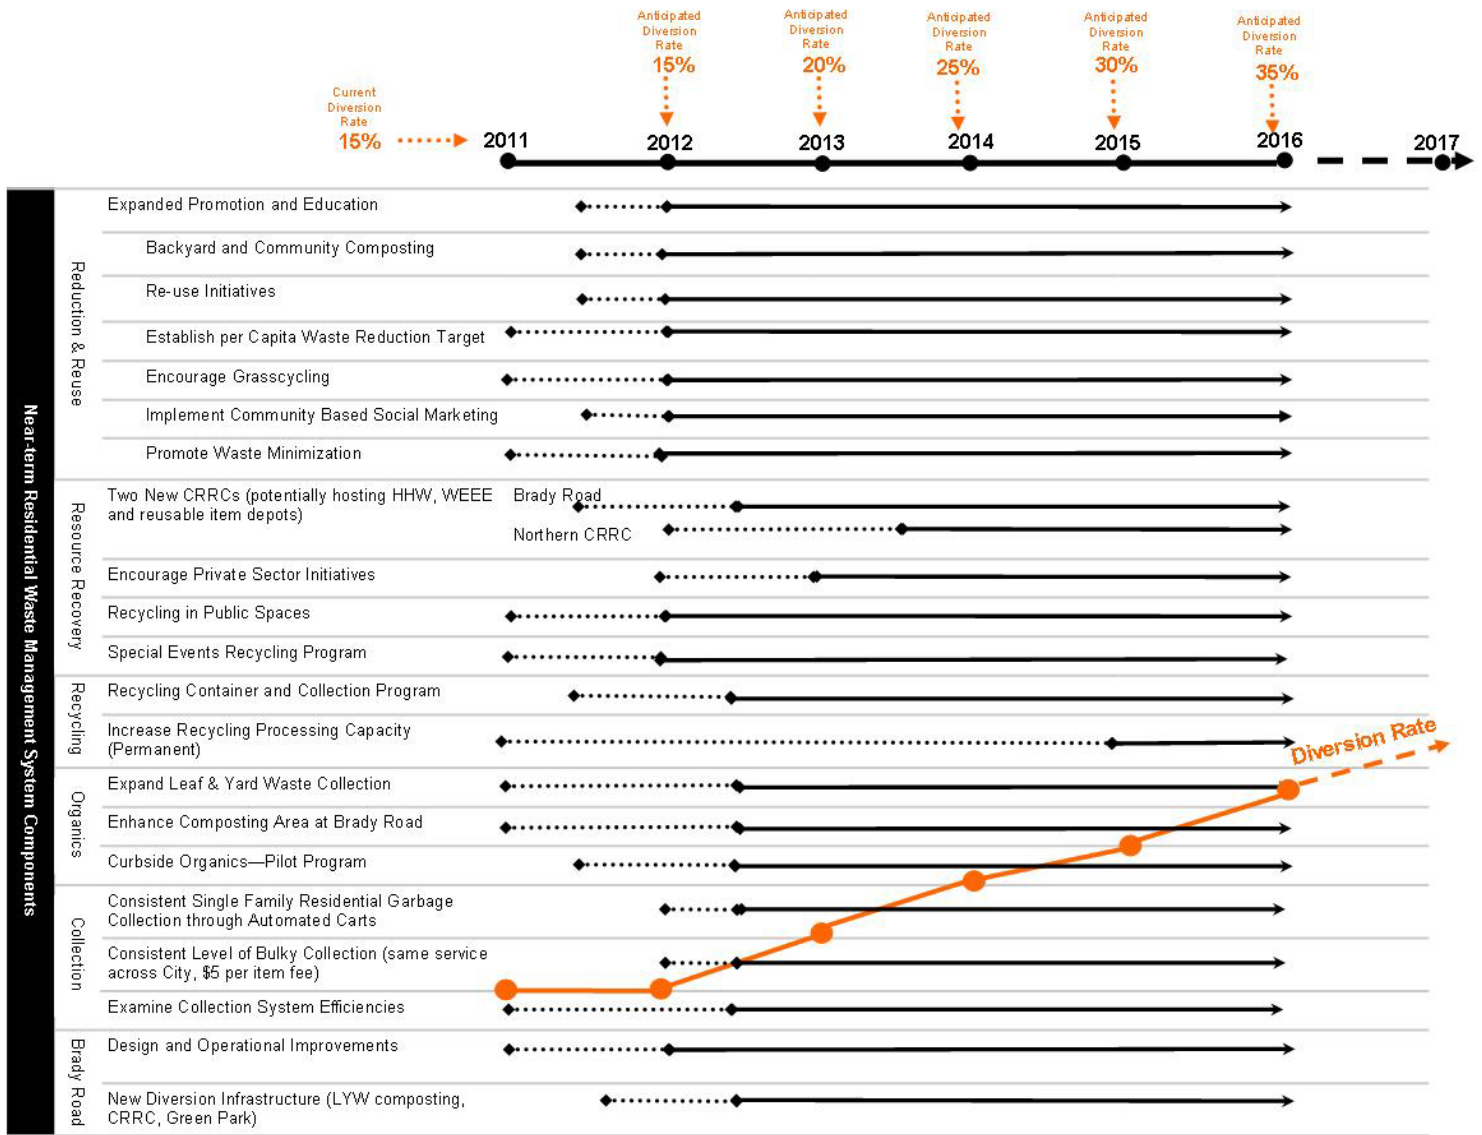 Anticipated
Diversion
Rate
15%
Anticipated
Diversion
Rate
20%
Anticipated
Diversion
Rate
25%
Anticipated
Diversion
Rate
30%
Anticipated
Diversion
Rate
35%
Current
Diversion
Rate
15%
2011
2012
2013
2014
2015
2016
2017
Near-term Residential Waste Management System Components
Reduction & Reuse
Expanded Promotion and Education
Backyard and Community Composting
Re-use Initiatives
Establish per Capita Waste Reduction Target
Encourage Grasscycling
Implement Community Based Social Marketing
Promote Waste Minimization
Resource Recovery
Two New CRRCs (potentially hosting HHW, WEEE
and reusable item depots)
Brady Road
Northern CRRC
Encourage Private Sector Initiatives
Recycling in Public Spaces
Special Events Recycling Program
Recycling
Recycling Container and Collection Program
Increase Recycling Processing Capacity
(Permanent)
Diversion Rate
Organics
Expand Leaf & Yard Waste Collection
Enhance Composting Area at Brady Road
Curbside Organics—Pilot Program
Collection
Consistent Single Family Residential Garbage
Collection through Automated Carts
Consistent Level of Bulky Collection (same service
across City, $5 per item fee)
Examine Collection System Efficiencies
Brady Road
Design and Operational Improvements
New Diversion Infrastructure (LYW composting,
CRRC, Green Park)